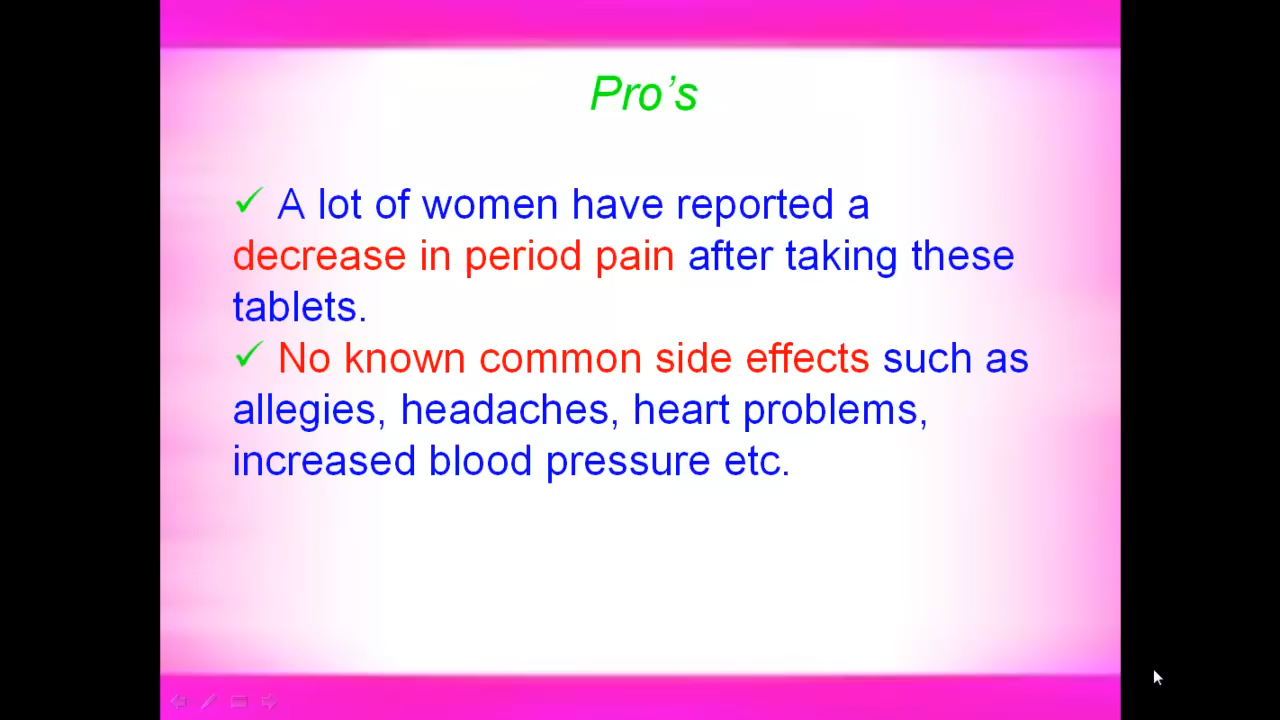 Pro’s
✓ A lot of women have reported a
decrease in period pain after taking these
tablets.
✓ No known common side effects such as
allegies, headaches, heart problems,
increased blood pressure etc.